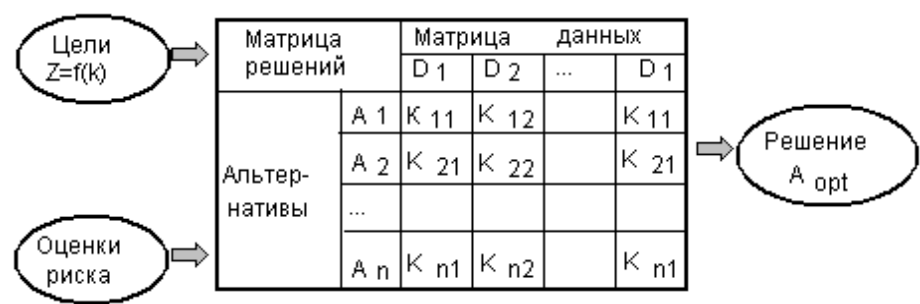 Цели
Z=f(k)
Оценки
риска
Матрица
решений
Матрица данных
D 1 D 2 ... D 1
Альтер-
нативы
A 1 K 11 K 12 K 11
A 2 K 21 K 22 K 21
...
A n K n1 K n2 K n1
Решение
A opt